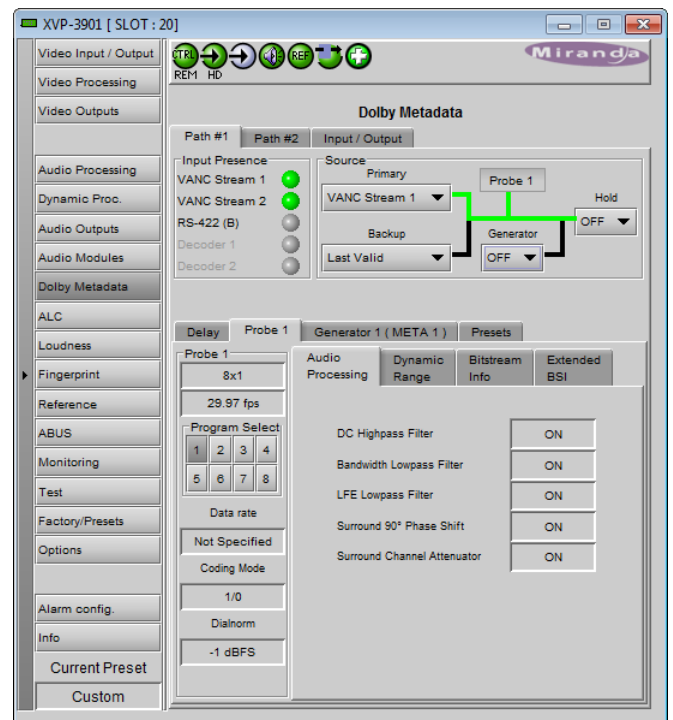 XVP-3901 [ SLOT : 20]
Video Input / Output
Video Processing
Video Outputs
Audio Processing
Dynamic Proc.
Audio Outputs
Audio Modules
Dolby Metadata
ALC
Loudness
Fingerprint
Reference
ABUS
Monitoring
Test
Factory/Presets
Options
Alarm config.
Info
Current Preset
Custom
CTRL REF
REM HD
Miranda
Dolby Metadata
Path #1 Path #2 Input / Output
Input Presence
VANC Stream 1
VANC Stream 2
RS-422 (B)
Decoder 1
Decoder 2
Source
Primary
VANC Stream 1
Backup
Last Valid
Probe 1
Generator
OFF
Hold
OFF
Delay Probe 1 Generator 1 ( META 1 ) Presets
Probe 1
8x1
29.97 fps
Program Select
1 2 3 4
5 6 7 8
Data rate
Not Specified
Coding Mode
1/0
Dialnorm
-1 dBFS
Audio Processing
Dynamic Range
Bitstream Info
Extended BSI
DC Highpass Filter ON
Bandwidth Lowpass Filter ON
LFE Lowpass Filter ON
Surround 90° Phase Shift ON
Surround Channel Attenuator ON